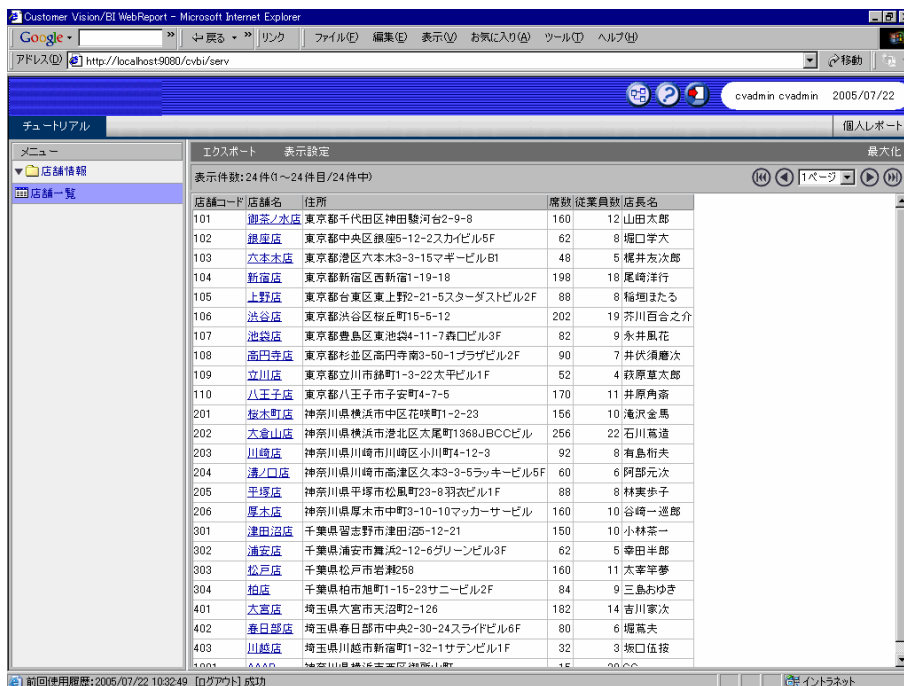 Customer Vision/BI WebReport - Microsoft Internet Explorer
Google 戻る リンク ファイル(F) 編集(E) 表示(V) お気に入り(A) ツール(T) ヘルプ(H)
アドレス(D) http://localhost:9080/cvbi/serv 移動
cvadmin cvadmin 2005/07/22
チュートリアル 個人レポート
メニュー エクスポート 表示設定 最大化
店舗情報 表示件数:24件(1～24件目/24件中) 1ページ
店舗一覧
店舗コード 店舗名 住所 席数 従業員数 店長名
101 御茶ノ水店 東京都千代田区神田駿河台2-9-8 160 12 山田太郎
102 銀座店 東京都中央区銀座5-12-2スカイビル5F 62 8 堀口学大
103 六本木店 東京都港区六本木3-3-15マギービルB1 48 5 梶井友次郎
104 新宿店 東京都新宿区西新宿1-19-18 198 18 尾崎洋行
105 上野店 東京都台東区東上野2-21-5スターダストビル2F 88 8 稲垣ほたる
106 渋谷店 東京都渋谷区桜丘町15-5-12 202 19 芥川百合之介
107 池袋店 東京都豊島区東池袋4-11-7森口ビル3F 82 9 永井風花
108 高円寺店 東京都杉並区高円寺南3-50-1プラザビル2F 90 7 井伏須磨次
109 立川店 東京都立川市錦町1-3-22太平ビル1F 52 4 萩原草太郎
110 八王子店 東京都八王子市子安町4-7-5 170 11 井原角斎
201 桜木町店 神奈川県横浜市中区花咲町1-2-23 156 10 滝沢金馬
202 大倉山店 神奈川県横浜市港北区太尾町1368JBCCビル 256 22 石川蔦造
203 川崎店 神奈川県川崎市川崎区小川町4-12-3 92 8 有島桁夫
204 溝ノ口店 神奈川県川崎市高津区久本3-3-5ラッキービル5F 60 6 阿部元次
205 平塚店 神奈川県平塚市松風町23-8羽衣ビル1F 88 8 林実歩子
206 厚木店 神奈川県厚木市中町3-10-10マッカーサービル 160 10 谷崎一巡郎
301 津田沼店 千葉県習志野市津田沼5-12-21 150 10 小林茶一
302 浦安店 千葉県浦安市舞浜2-12-6グリーンビル3F 62 5 幸田半郎
303 松戸店 千葉県松戸市岩瀬258 160 11 太宰竿夢
304 柏店 千葉県柏市旭町1-15-23サニービル2F 84 9 三島おゆき
401 大宮店 埼玉県大宮市天沼町2-126 182 14 吉川家次
402 春日部店 埼玉県春日部市中央2-30-24スライドビル6F 80 6 堀蔦夫
403 川越店 埼玉県川越市新宿町1-32-1サテンビル1F 32 3 坂口伍按
前回使用履歴:2005/07/22 10:32:49 [ログアウト] 成功 イントラネット